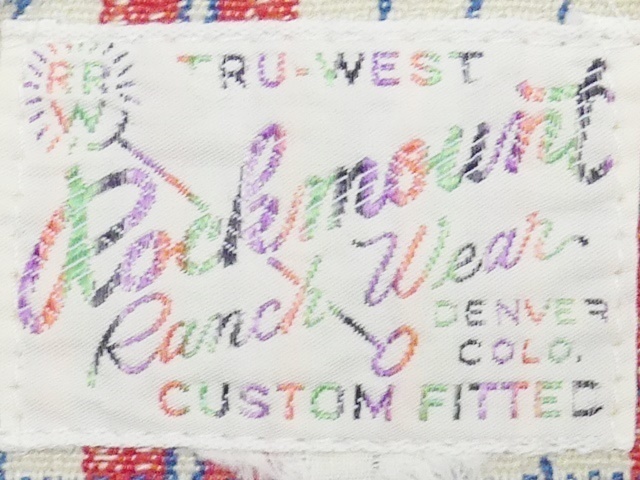 RR
W
TRU-WEST
Rockmount
Ranch Wear
DENVER
COLO.
CUSTOM FITTED